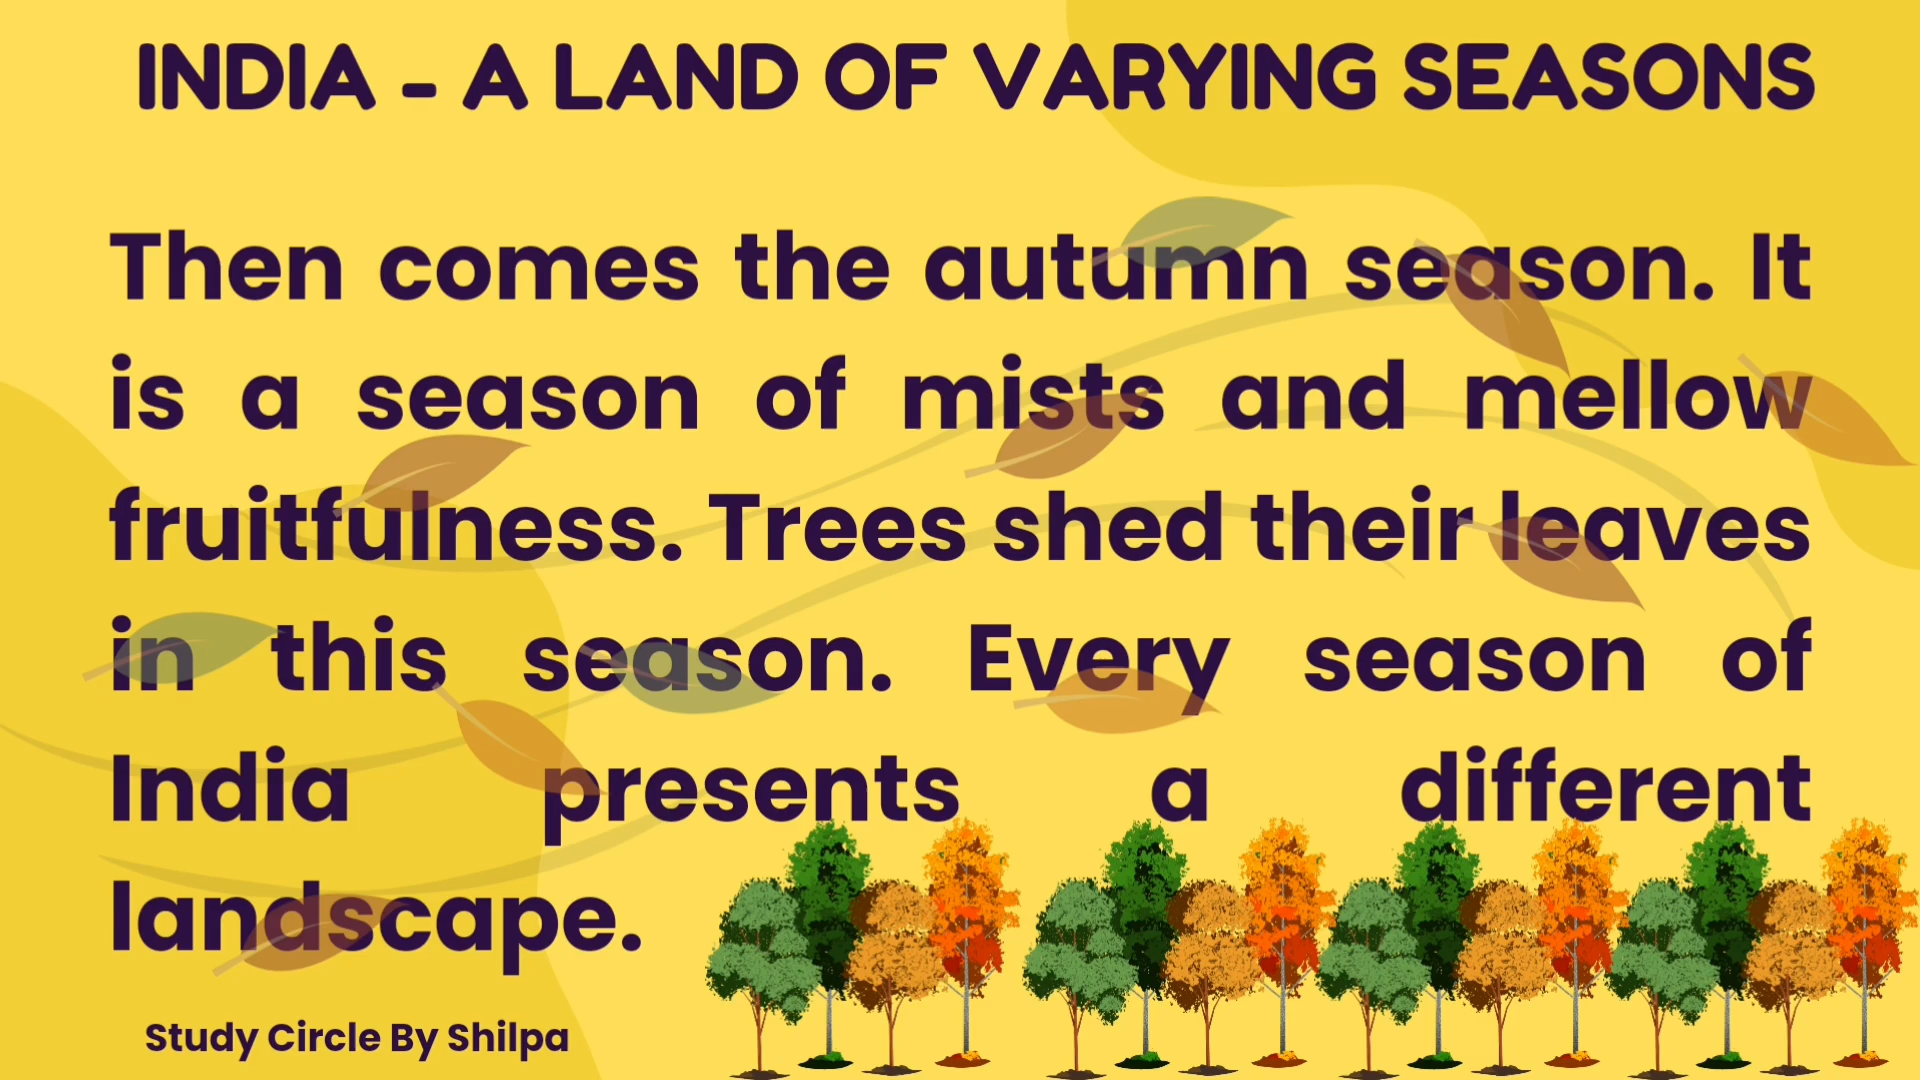 INDIA - A LAND OF VARYING SEASONS
Then comes the autumn season. It
is a season of mists and mellow
fruitfulness. Trees shed their leaves
in this season. Every season of
India presents a different
landscape.
Study Circle By Shilpa